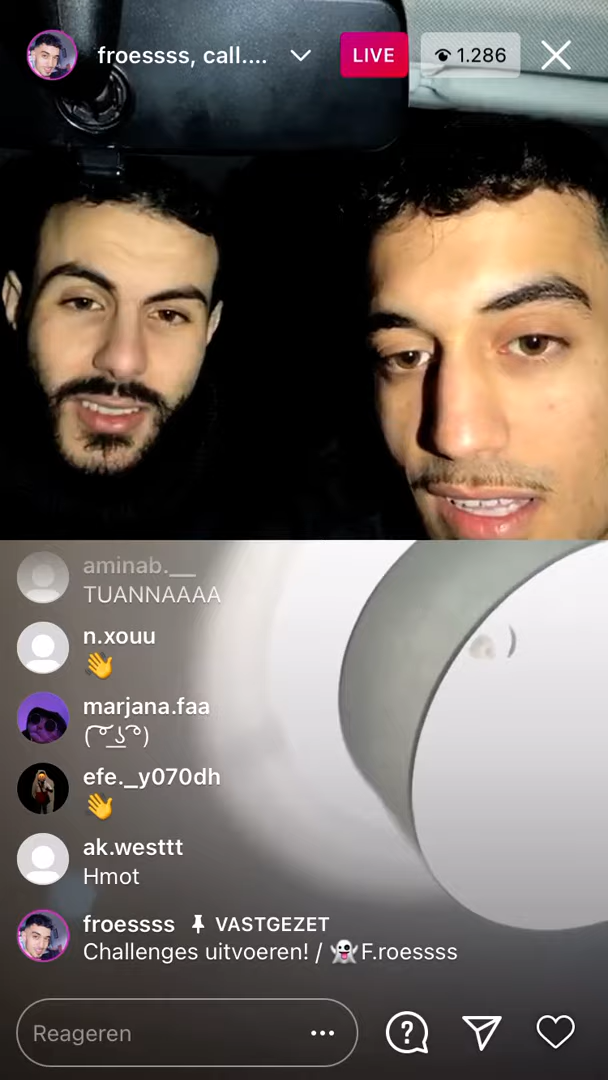 froessss, call.... LIVE 1.286
aminab.__
TUANNAAAA
n.xouu
👋
marjana.faa
( ͡° ͜ʖ ͡°)
efe._y070dh
👋
ak.westtt
Hmot
froessss 📌 VASTGEZET
Challenges uitvoeren! / 👻F.roessss
Reageren